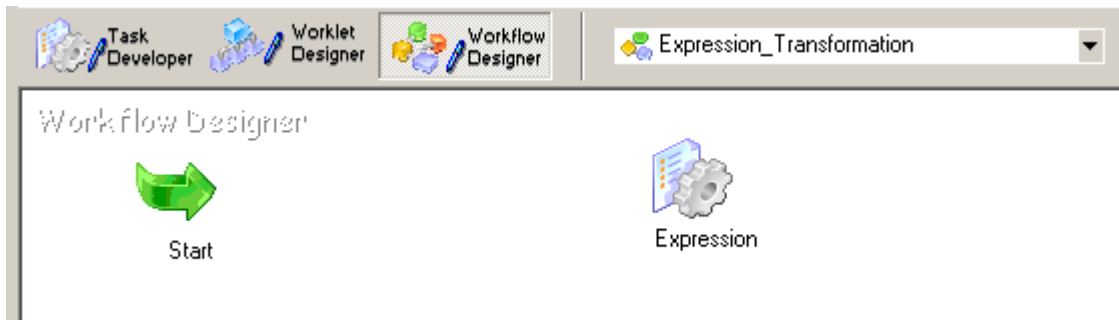 Task
Developer
Worklet
Designer
Workflow
Designer
Expression_Transformation
Workflow Designer
Start
Expression